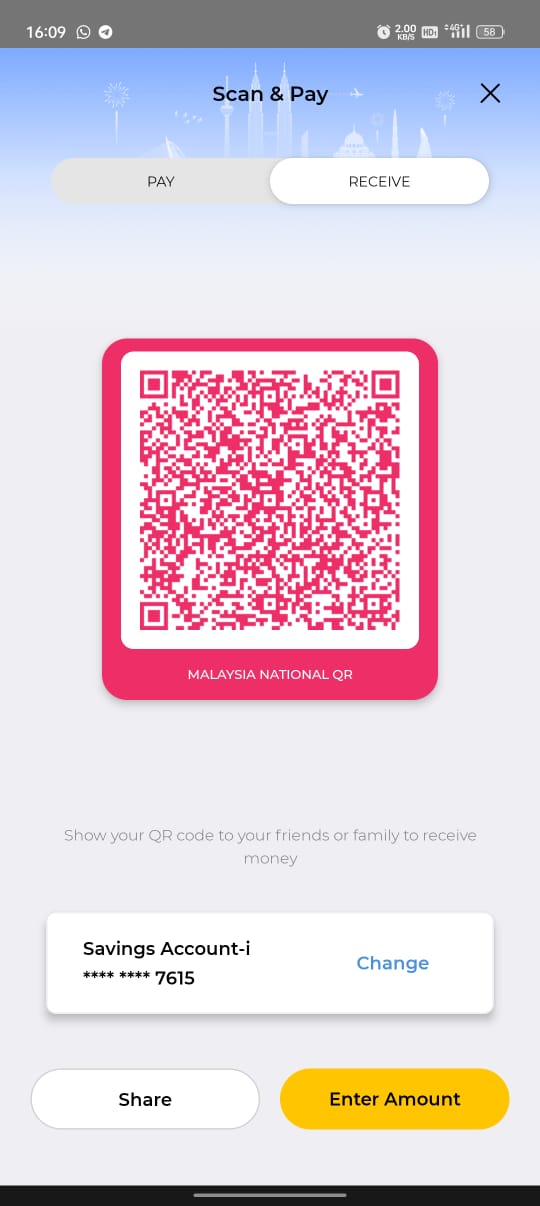 16:09
2.00
KB/S
HD
4G+
58
Scan & Pay
PAY
RECEIVE
MALAYSIA NATIONAL QR
Show your QR code to your friends or family to receive
money
Savings Account-i
**** **** 7615
Change
Share
Enter Amount